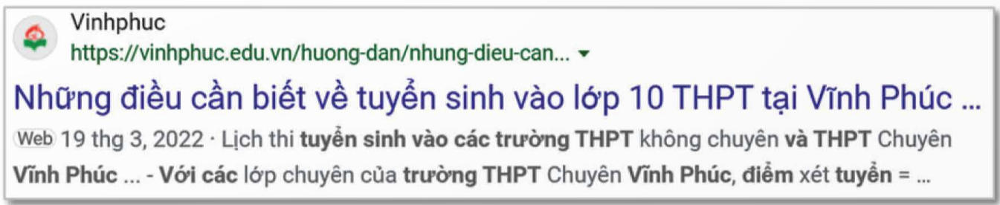 Vinhphuc
https://vinhphuc.edu.vn/huong-dan/nhung-dieu-can...
Những điều cần biết về tuyển sinh vào lớp 10 THPT tại Vĩnh Phúc ...
Web 19 thg 3, 2022 · Lịch thi tuyển sinh vào các trường THPT không chuyên và THPT Chuyên
Vĩnh Phúc ... - Với các lớp chuyên của trường THPT Chuyên Vĩnh Phúc, điểm xét tuyển = ...